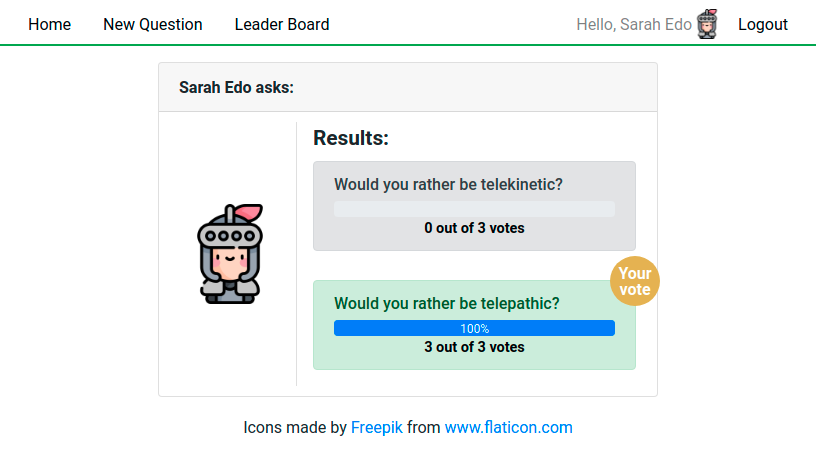 Home New Question Leader Board Hello, Sarah Edo Logout
Sarah Edo asks:
Results:
Would you rather be telekinetic?
0 out of 3 votes
Your
vote
Would you rather be telepathic?
100%
3 out of 3 votes
Icons made by Freepik from www.flaticon.com